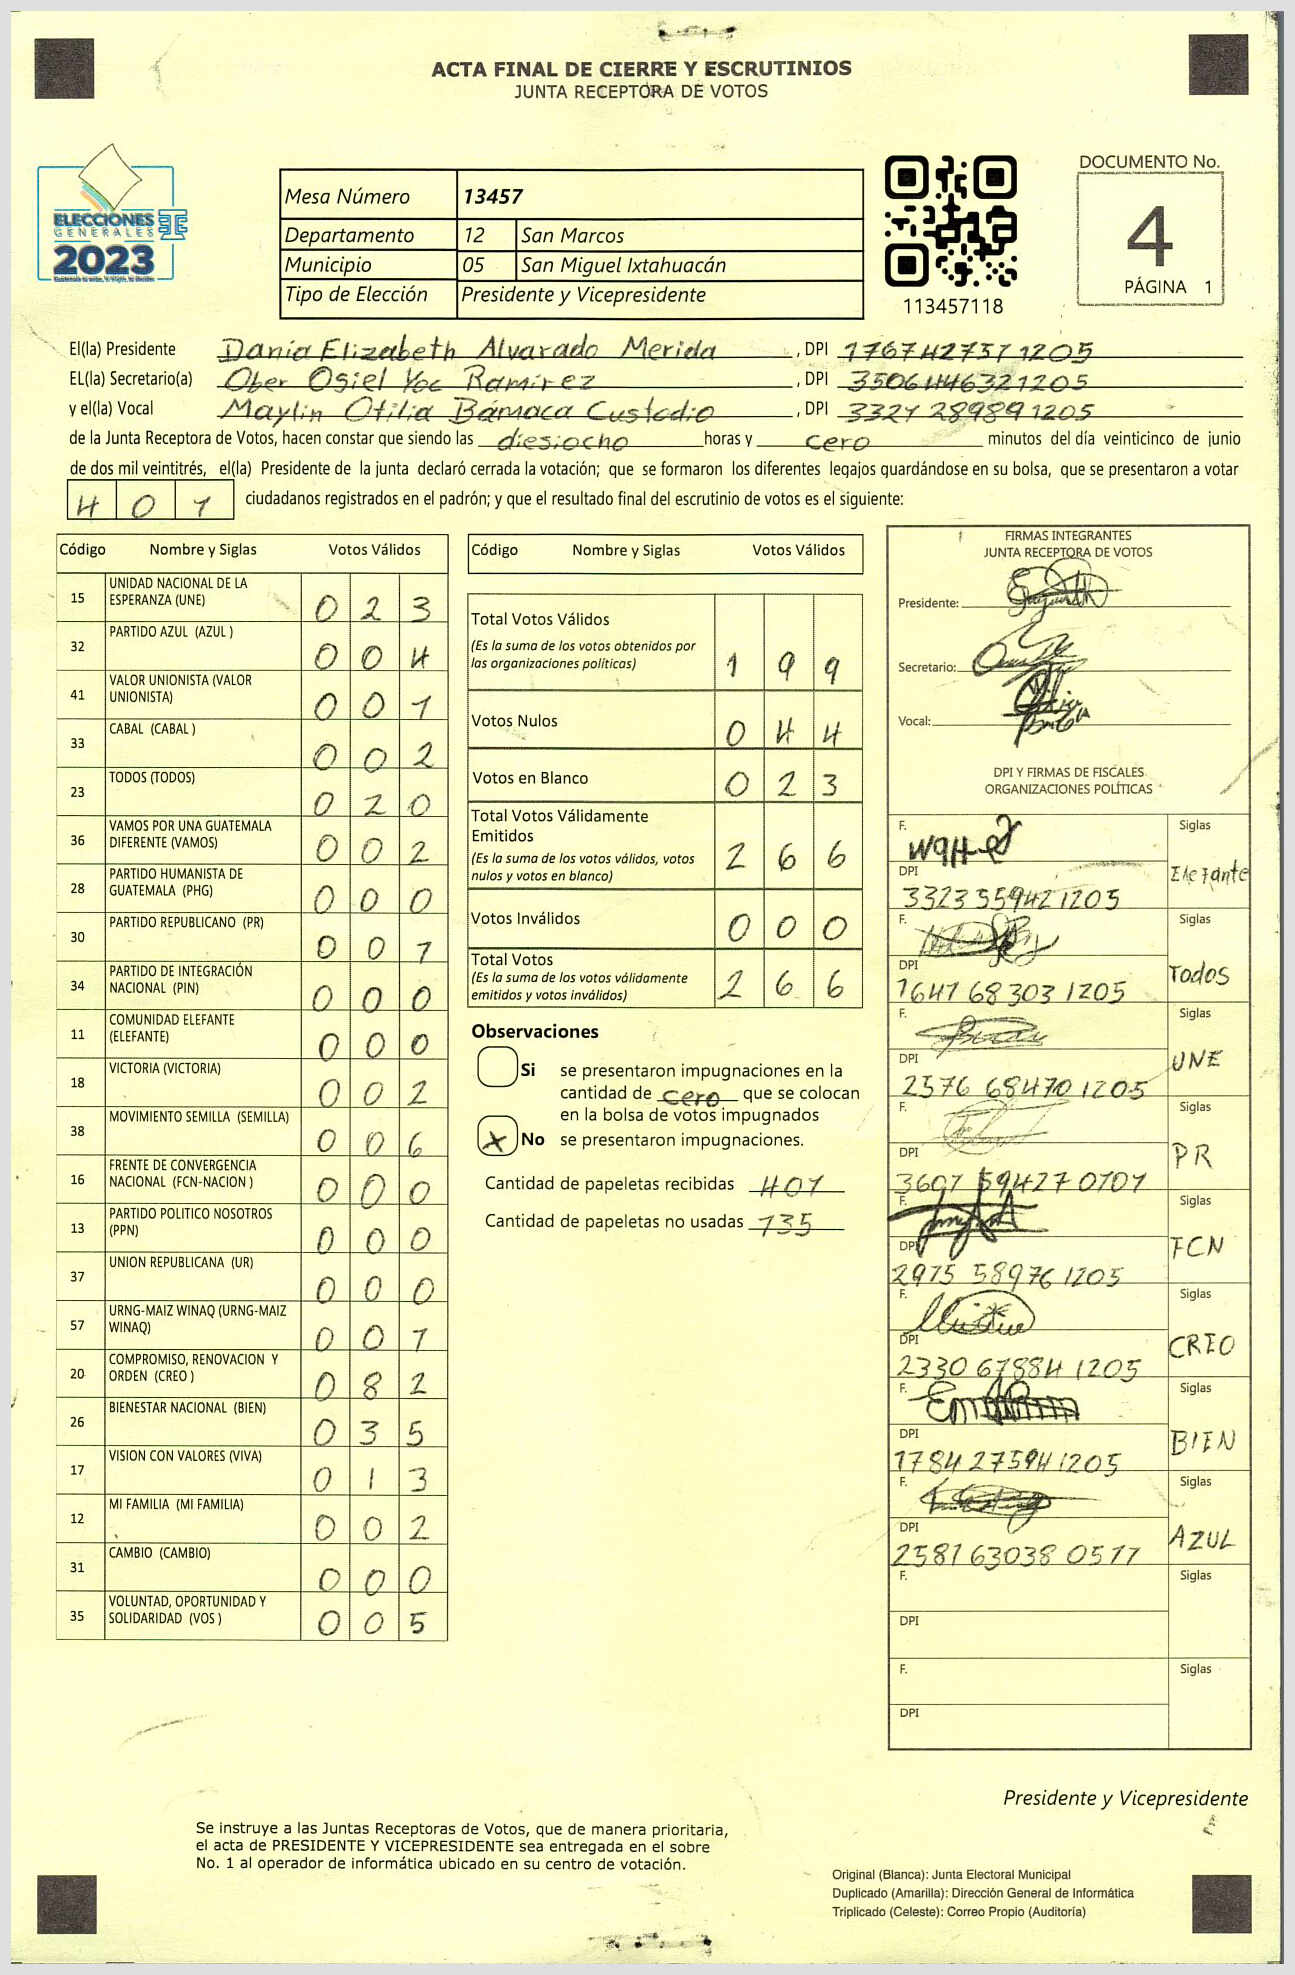 ACTA FINAL DE CIERRE Y ESCRUTINIOS
JUNTA RECEPTORA DE VOTOS
ELECCIONES
GENERALES
2023
Mesa Número 13457
Departamento 12 San Marcos
Municipio 05 San Miguel Ixtahuacán
Tipo de Elección Presidente y Vicepresidente
113457118
DOCUMENTO No.
4
PÁGINA 1
El(la) Presidente Dania Elizabeth Alvarado Merida, DPI 1767427571205
EL(la) Secretario(a) Ober Osiel Yoc Ramirez, DPI 3506446321205
y el(la) Vocal Maylin Otilia Bámaca Custodio, DPI 3327 28989 1205
de la Junta Receptora de Votos, hacen constar que siendo las diesiocho horas y cero minutos del día veinticinco de junio
de dos mil veintitrés, el(la) Presidente de la junta declaró cerrada la votación; que se formaron los diferentes legajos guardándose en su bolsa, que se presentaron a votar
4 0 1 ciudadanos registrados en el padrón; y que el resultado final del escrutinio de votos es el siguiente:
Código Nombre y Siglas Votos Válidos
15 UNIDAD NACIONAL DE LA ESPERANZA (UNE) 0 2 3
32 PARTIDO AZUL (AZUL ) 0 0 4
41 VALOR UNIONISTA (VALOR UNIONISTA) 0 0 1
33 CABAL (CABAL ) 0 0 2
23 TODOS (TODOS) 0 2 0
36 VAMOS POR UNA GUATEMALA DIFERENTE (VAMOS) 0 0 2
28 PARTIDO HUMANISTA DE GUATEMALA (PHG) 0 0 0
30 PARTIDO REPUBLICANO (PR) 0 0 1
34 PARTIDO DE INTEGRACIÓN NACIONAL (PIN) 0 0 0
11 COMUNIDAD ELEFANTE (ELEFANTE) 0 0 0
18 VICTORIA (VICTORIA) 0 0 2
38 MOVIMIENTO SEMILLA (SEMILLA) 0 0 6
16 FRENTE DE CONVERGENCIA NACIONAL (FCN-NACION ) 0 0 0
13 PARTIDO POLITICO NOSOTROS (PPN) 0 0 0
37 UNION REPUBLICANA (UR) 0 0 0
57 URNG-MAIZ WINAQ (URNG-MAIZ WINAQ) 0 0 1
20 COMPROMISO, RENOVACION Y ORDEN (CREO ) 0 8 2
26 BIENESTAR NACIONAL (BIEN) 0 3 5
17 VISION CON VALORES (VIVA) 0 1 3
12 MI FAMILIA (MI FAMILIA) 0 0 2
31 CAMBIO (CAMBIO) 0 0 0
35 VOLUNTAD, OPORTUNIDAD Y SOLIDARIDAD (VOS ) 0 0 5
Código Nombre y Siglas Votos Válidos
Total Votos Válidos
(Es la suma de los votos obtenidos por
las organizaciones políticas) 1 9 9
Votos Nulos 0 4 4
Votos en Blanco 0 2 3
Total Votos Válidamente
Emitidos
(Es la suma de los votos válidos, votos
nulos y votos en blanco) 2 6 6
Votos Inválidos 0 0 0
Total Votos
(Es la suma de los votos válidamente
emitidos y votos inválidos) 2 6 6
Observaciones
Si se presentaron impugnaciones en la
cantidad de cero que se colocan
en la bolsa de votos impugnados
x No se presentaron impugnaciones.
Cantidad de papeletas recibidas 401
Cantidad de papeletas no usadas 135
FIRMAS INTEGRANTES
JUNTA RECEPTORA DE VOTOS
Presidente:
Secretario:
Vocal:
DPI Y FIRMAS DE FISCALES
ORGANIZACIONES POLÍTICAS
F. Siglas
DPI Elefante
3323 55942 1205
F. Siglas
DPI Todos
1647 68303 1205
F. Siglas
DPI UNE
2576 68470 1205
F. Siglas
DPI PR
3607 59427 0101
F. Siglas
DPI FCN
2975 58976 1205
F. Siglas
DPI CREO
2330 67884 1205
F. Siglas
DPI BIEN
1784 27594 1205
F. Siglas
DPI AZUL
2581 63038 0511
F. Siglas
DPI
F. Siglas
DPI
Presidente y Vicepresidente
Se instruye a las Juntas Receptoras de Votos, que de manera prioritaria,
el acta de PRESIDENTE Y VICEPRESIDENTE sea entregada en el sobre
No. 1 al operador de informática ubicado en su centro de votación.
Original (Blanca): Junta Electoral Municipal
Duplicado (Amarilla): Dirección General de Informática
Triplicado (Celeste): Correo Propio (Auditoría)